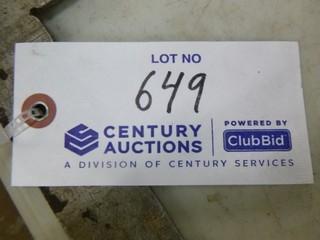 LOT NO
649
CENTURY AUCTIONS
POWERED BY
ClubBid
A DIVISION OF CENTURY SERVICES